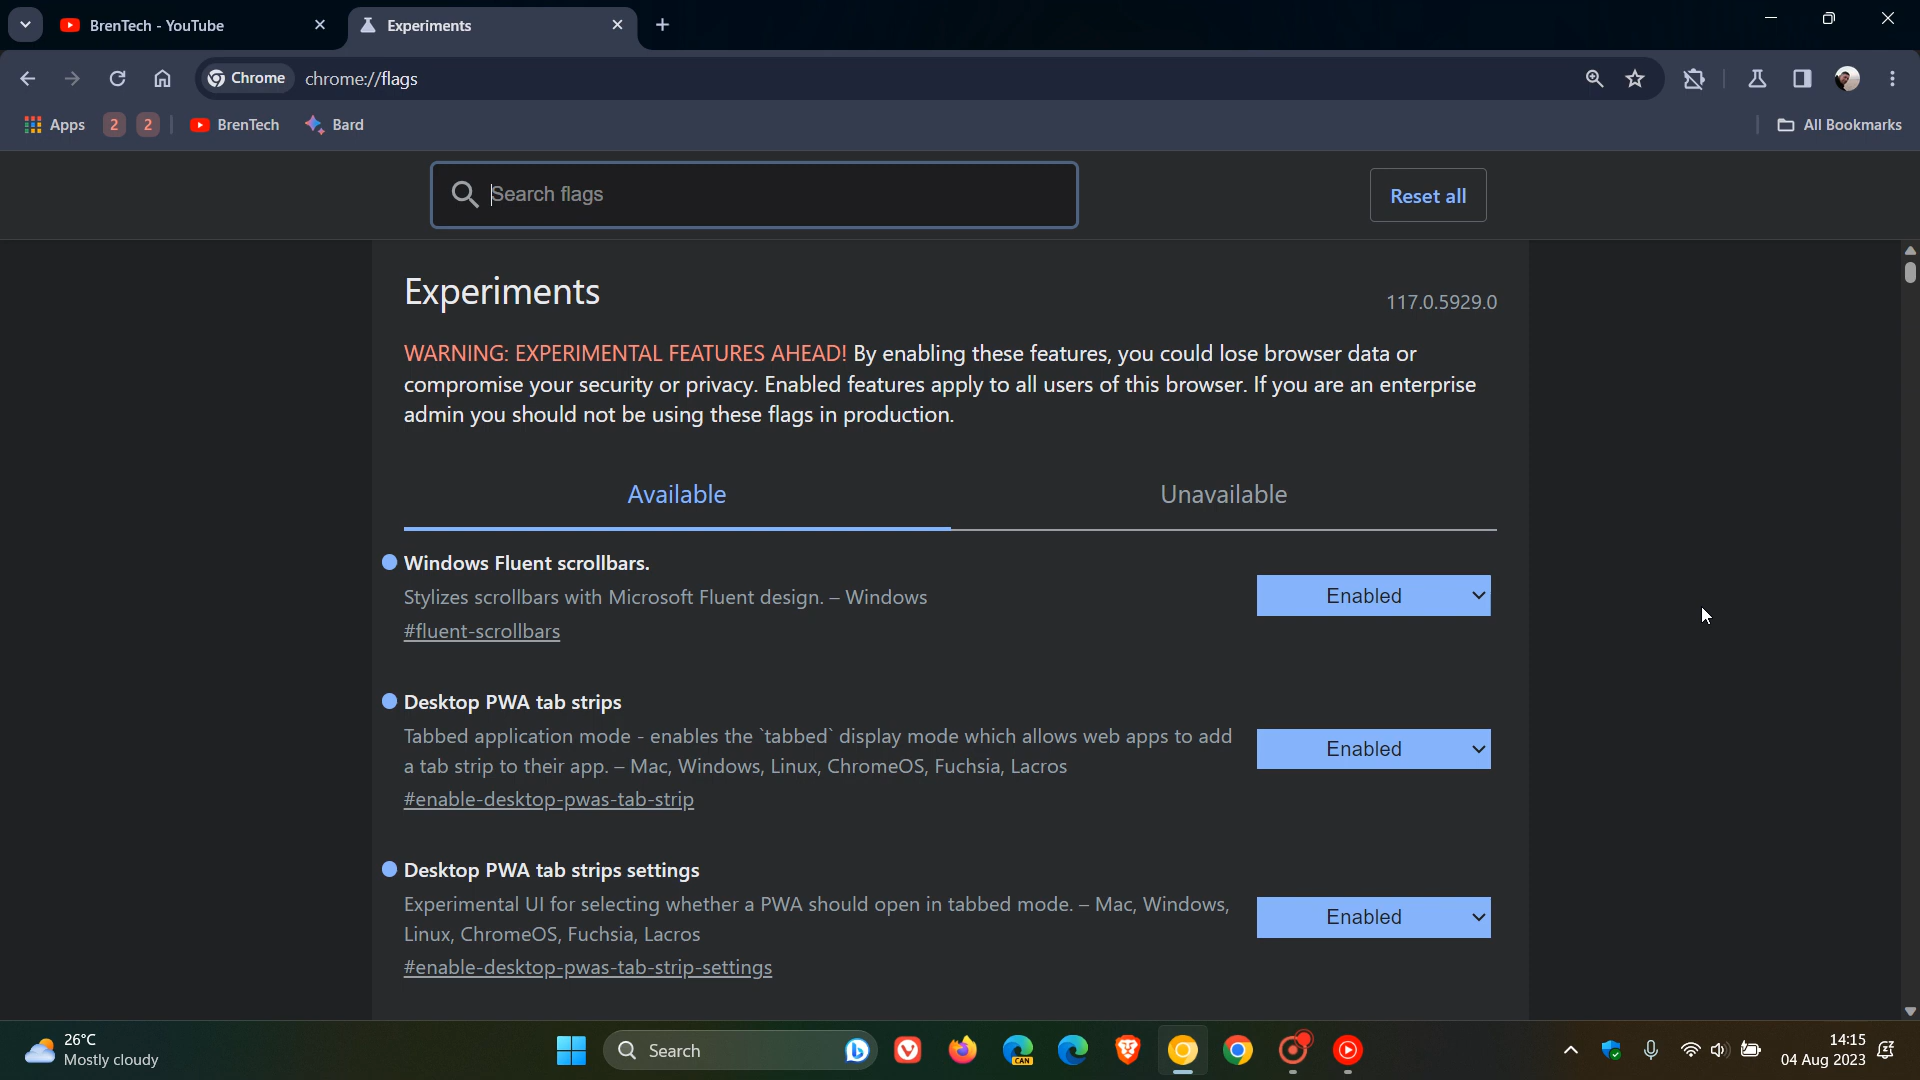 BrenTech - YouTube
Experiments
Chrome
chrome://flags
Apps
2
2
BrenTech
Bard
All Bookmarks
Search flags
Reset all
Experiments
117.0.5929.0
WARNING: EXPERIMENTAL FEATURES AHEAD! By enabling these features, you could lose browser data or
compromise your security or privacy. Enabled features apply to all users of this browser. If you are an enterprise
admin you should not be using these flags in production.
Available
Unavailable
Windows Fluent scrollbars.
Stylizes scrollbars with Microsoft Fluent design. – Windows
#fluent-scrollbars
Enabled
Desktop PWA tab strips
Tabbed application mode - enables the `tabbed` display mode which allows web apps to add
a tab strip to their app. – Mac, Windows, Linux, ChromeOS, Fuchsia, Lacros
#enable-desktop-pwas-tab-strip
Enabled
Desktop PWA tab strips settings
Experimental UI for selecting whether a PWA should open in tabbed mode. – Mac, Windows,
Linux, ChromeOS, Fuchsia, Lacros
#enable-desktop-pwas-tab-strip-settings
Enabled
26°C
Mostly cloudy
Search
CAN
14:15
04 Aug 2023